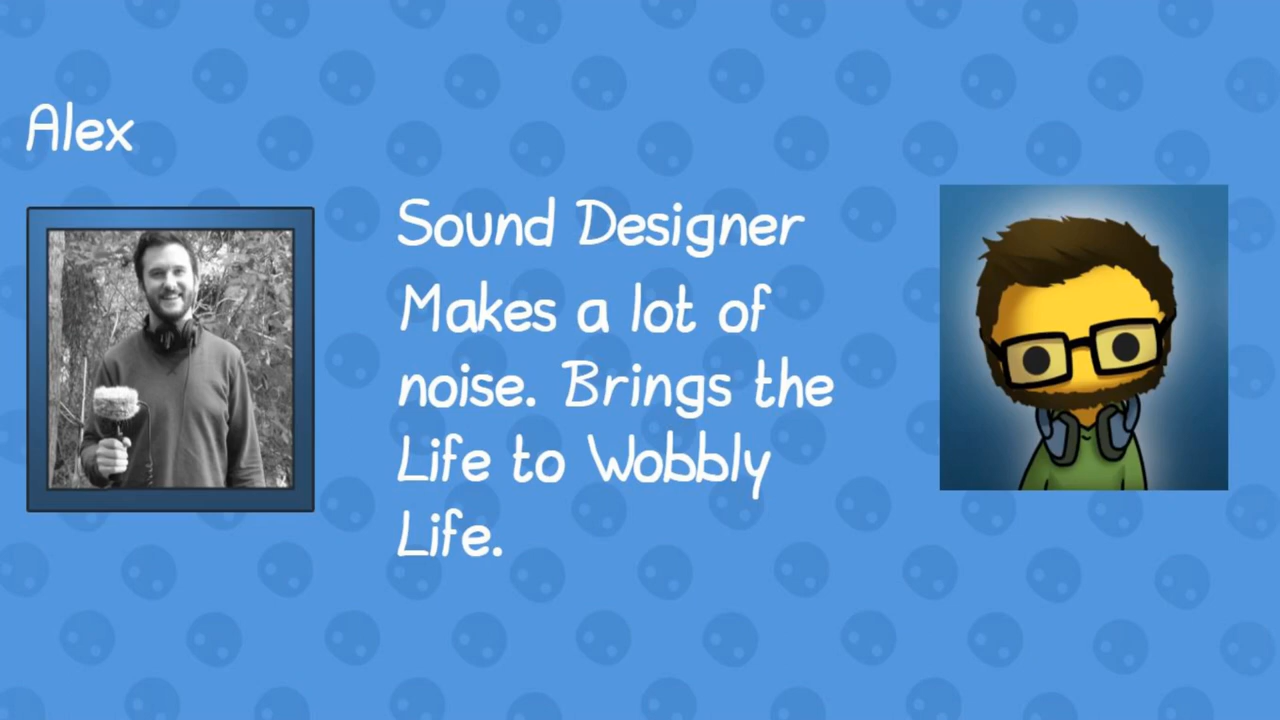 Alex
Sound Designer
Makes a lot of
noise. Brings the
Life to Wobbly
Life.